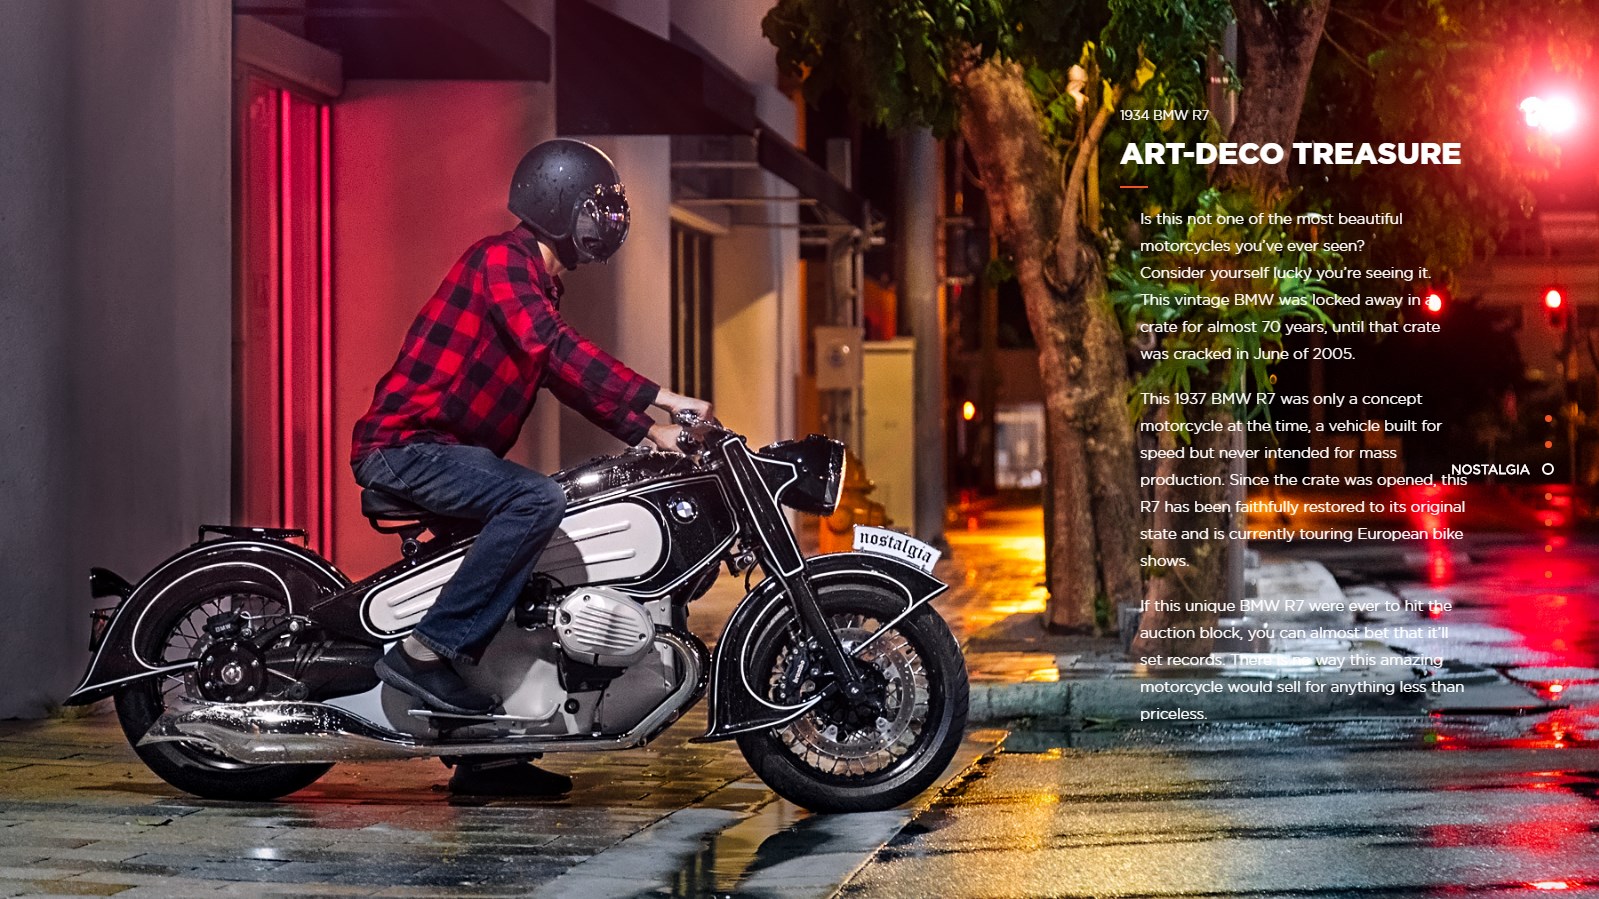 1934 BMW R7
ART-DECO TREASURE
Is this not one of the most beautiful
motorcycles you've ever seen?
Consider yourself lucky you're seeing it.
This vintage BMW was locked away in a
crate for almost 70 years, until that crate
was cracked in June of 2005.
This 1937 BMW R7 was only a concept
motorcycle at the time, a vehicle built for
speed but never intended for mass
production. Since the crate was opened, this
R7 has been faithfully restored to its original
state and is currently touring European bike
shows.
If this unique BMW R7 were ever to hit the
auction block, you can almost bet that it'll
set records. There is no way this amazing
motorcycle would sell for anything less than
priceless.
NOSTALGIA
nostalgia
BMW